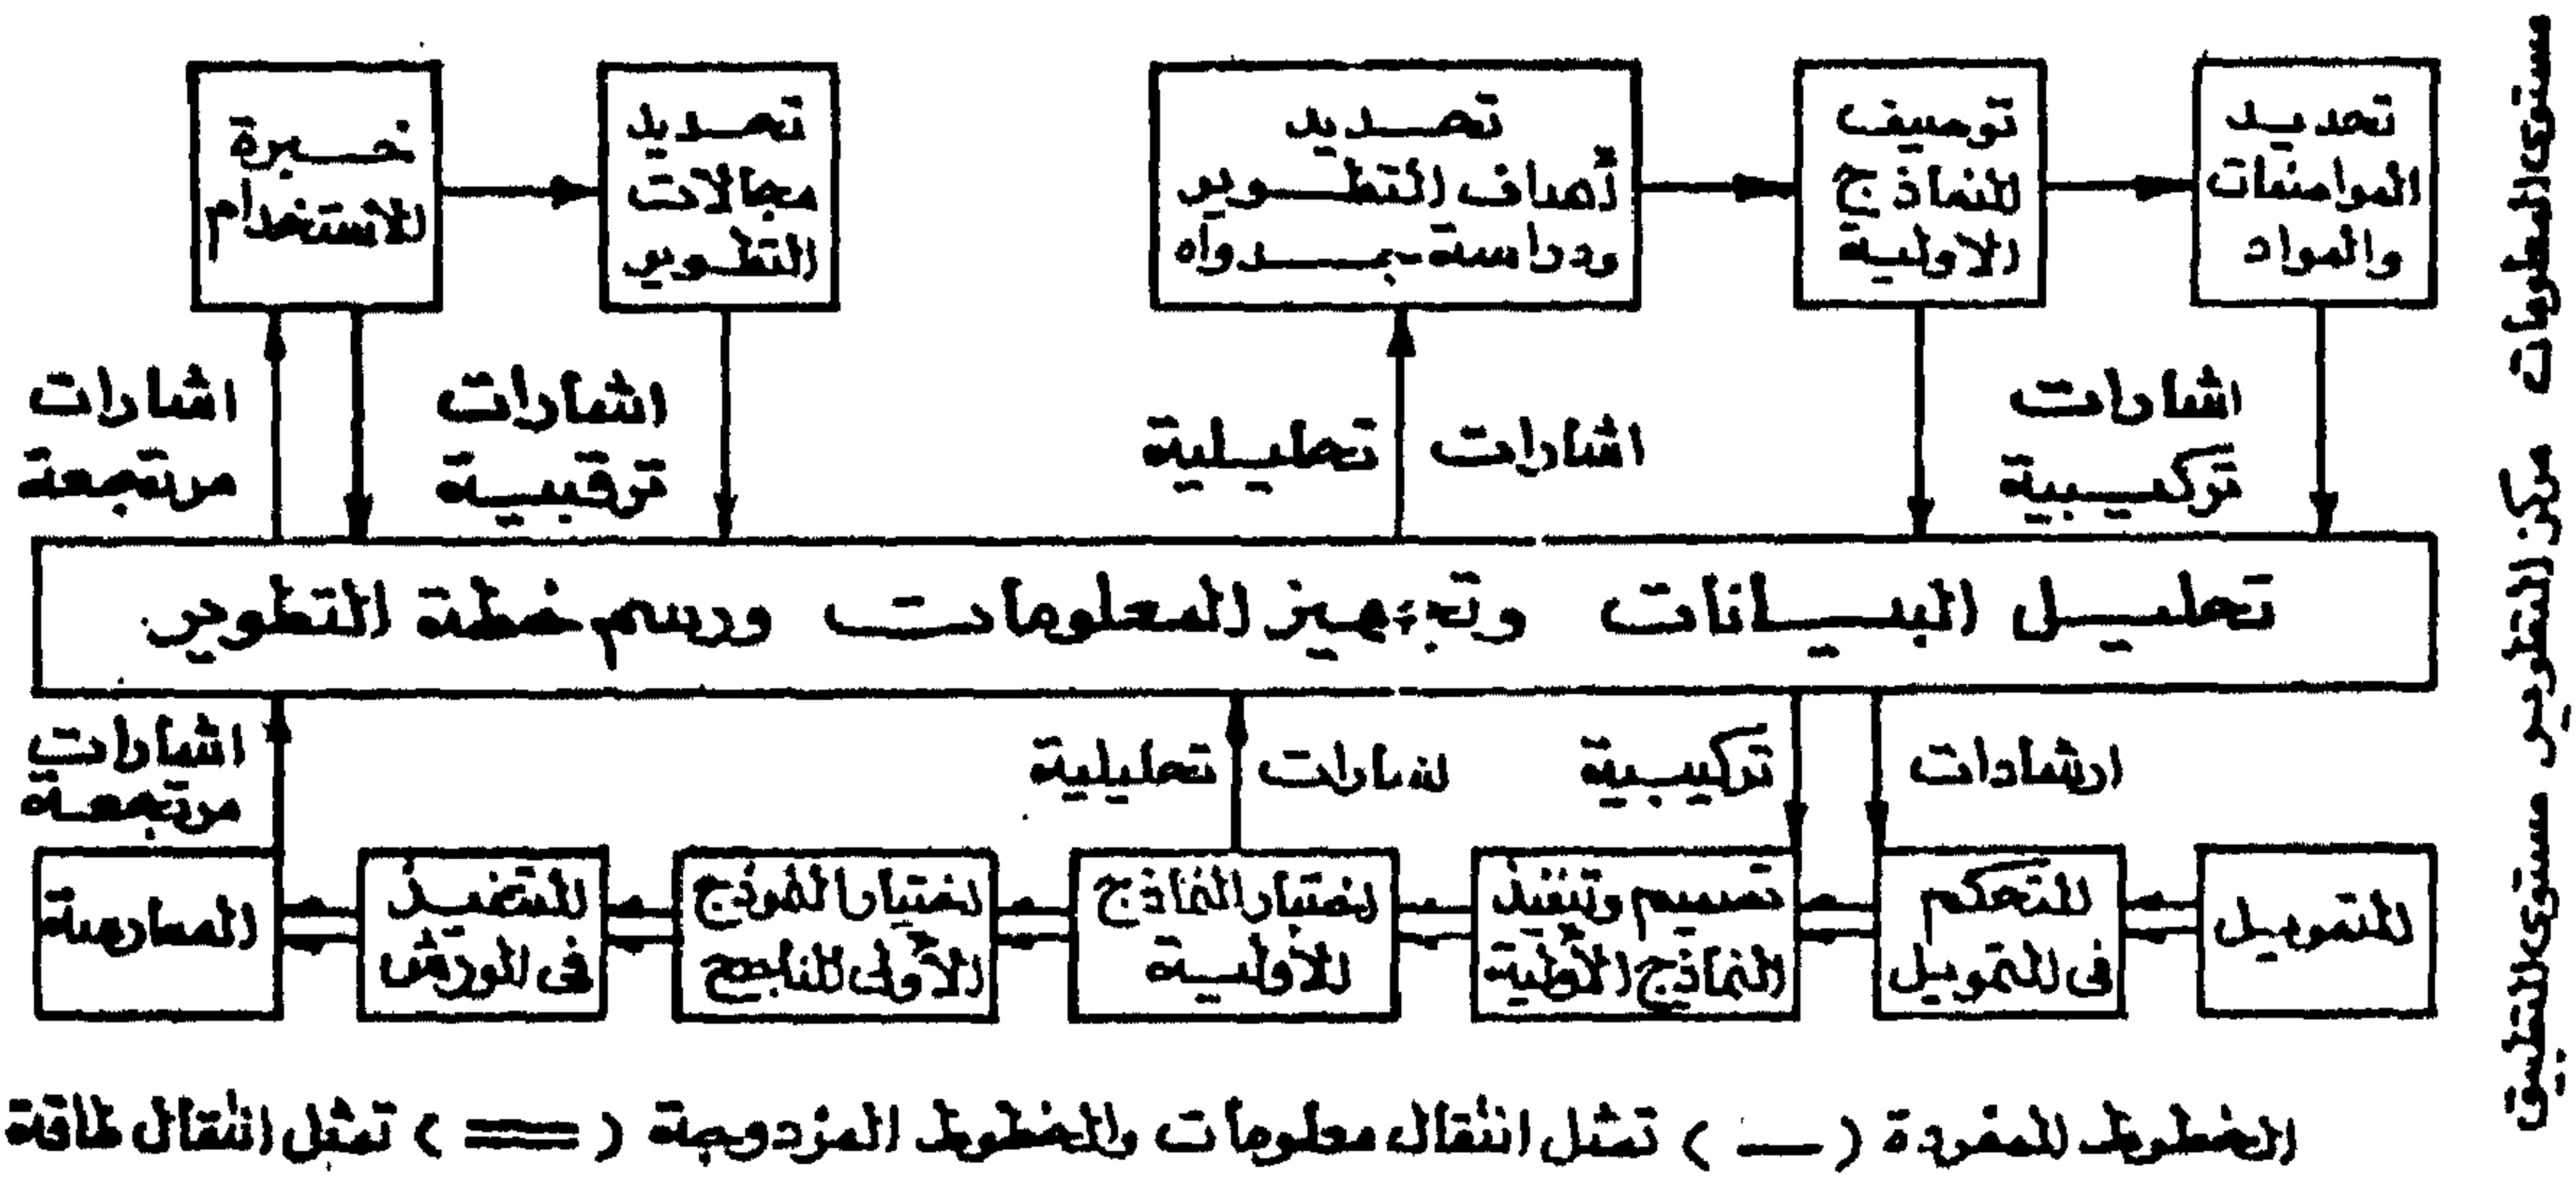 تحديد
المواصفات
والمواد
توصيف
النماذج
الاولية
تحديد
أهداف التطوير
ودراسة جدواه
تحديد
مجالات
التطوير
خبرة
الاستخدام
اشارات
تركيبية
اشارات تحليلية
اشارات
ترقبية
اشارات
مرتجعة
تحليل البيانات وتجهيز المعلومات ورسم خطة التطوير
ارشادات تركيبية
اشارات تحليلية
اشارات
مرتجعة
التمويل
التحكم
فى التمويل
تصميم وتنفيذ
النماذج الأولية
اختبار النماذج
الأولية
اختيار النموذج
الأولى الناجح
التنفيذ
فى الورش
الممارسة
مستوى المعلومات
مركز التطوير
مستوى التطبيق
الخطوط المفردة ( — ) تمثل انتقال معلومات والخطوط المزدوجة ( == ) تمثل انتقال طاقة